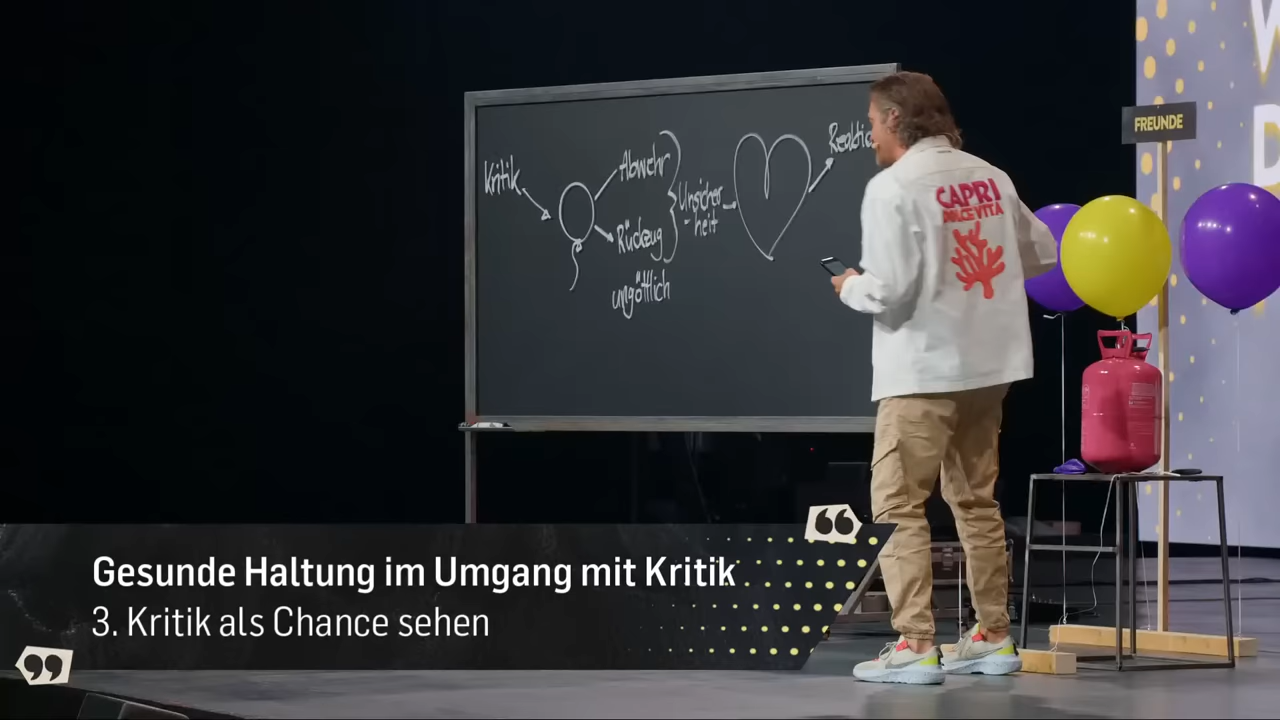 Kritik
Abwehr
Rückzug
ungöttlich
Unsicher
heit
FREUNDE
CAPRI
Gesunde Haltung im Umgang mit Kritik
3. Kritik als Chance sehen